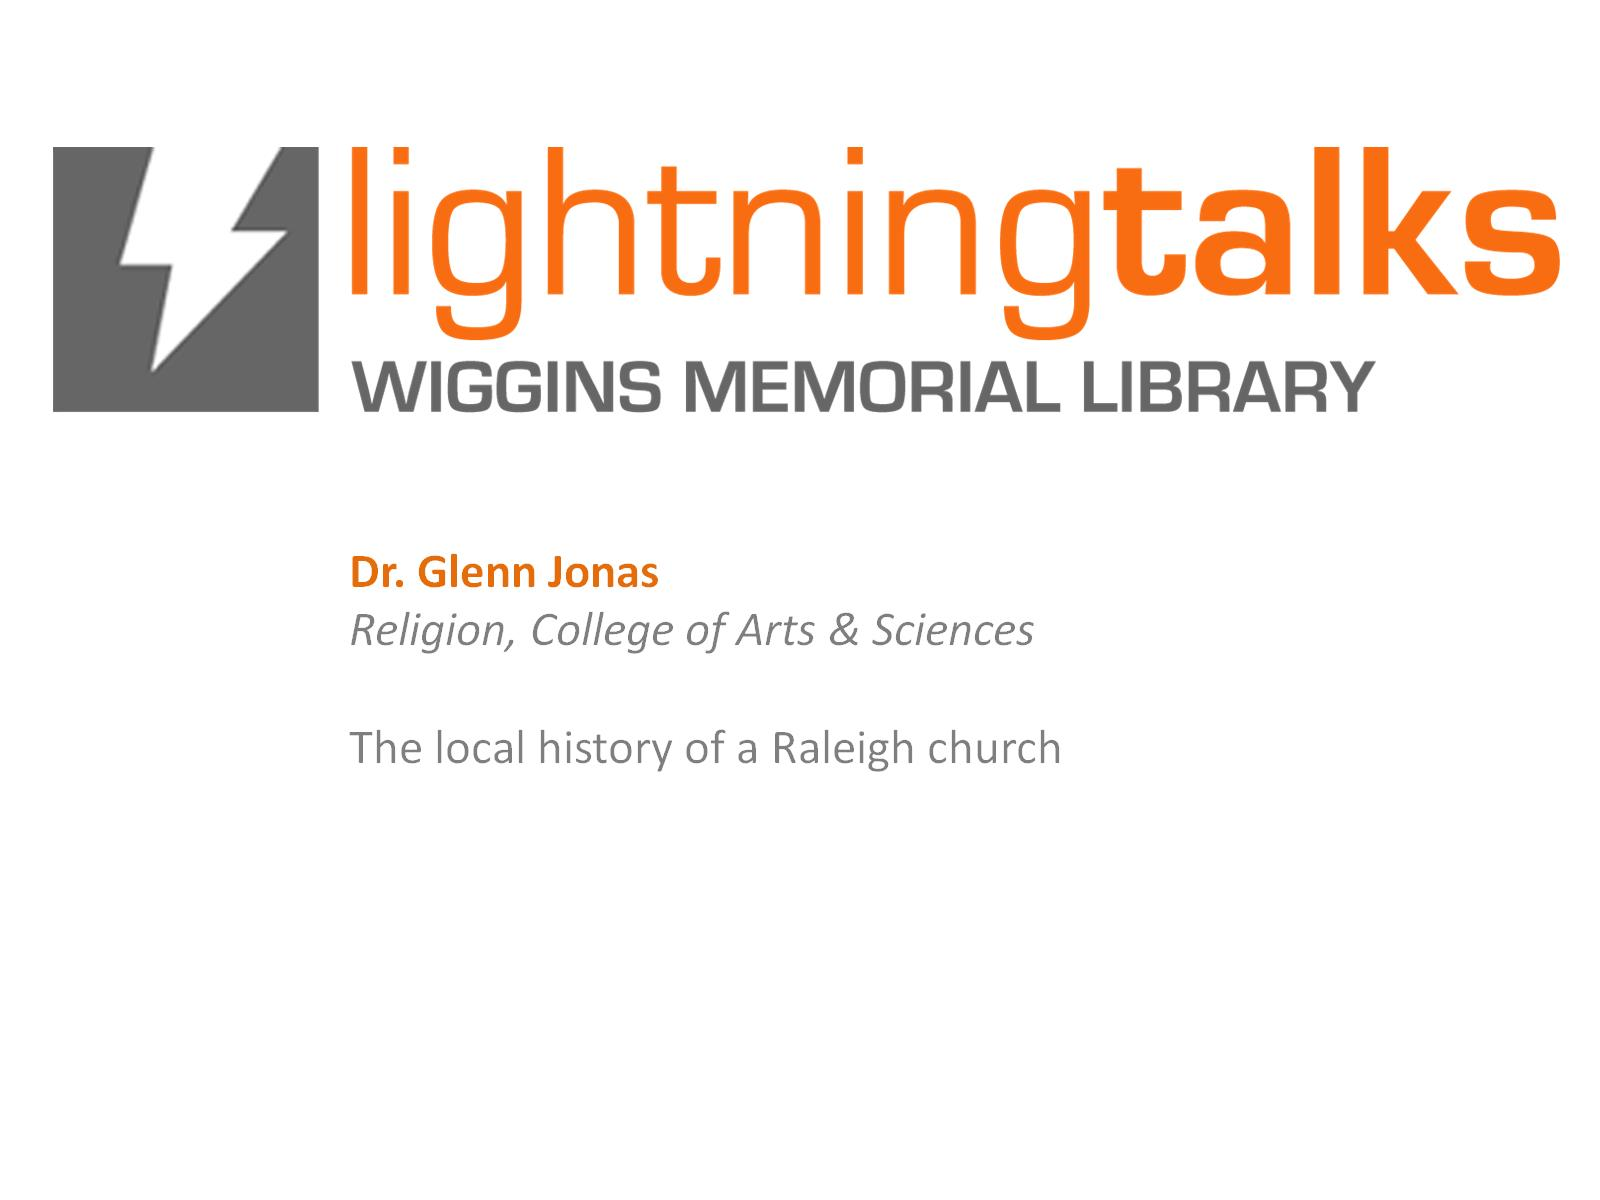 lightningtalks
WIGGINS MEMORIAL LIBRARY
Dr. Glenn Jonas
Religion, College of Arts & Sciences
The local history of a Raleigh church